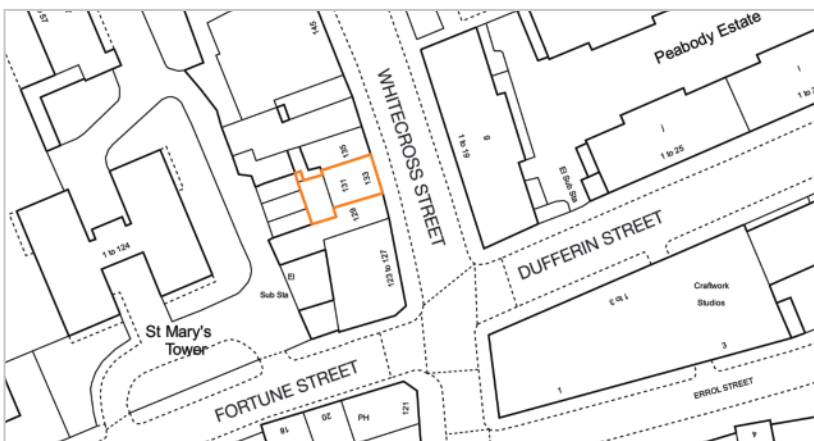 57
145
WHITECROSS STREET
Peabody Estate
1 to 19
g
j
1 to 25
El Sub Sta
135
133
131
129
123 to 127
1 to 124
El
Sub Sta
St Mary's
Tower
DUFFERIN STREET
1 to 3
Craftwork
Studios
3
1
ERROL STREET
FORTUNE STREET
18
20
PH
121